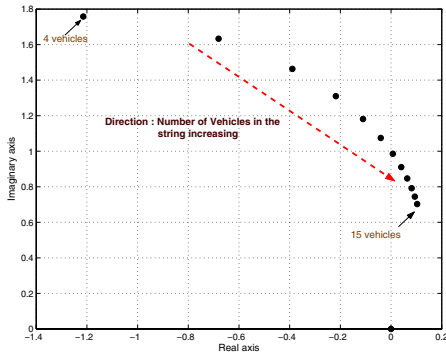 1.8
1.6
1.4
1.2
1
0.8
0.6
0.4
0.2
0
Imaginary axis
4 vehicles
Direction : Number of Vehicles in the
string increasing
15 vehicles
−1.4 −1.2 −1 −0.8 −0.6 −0.4 −0.2 0 0.2
Real axis